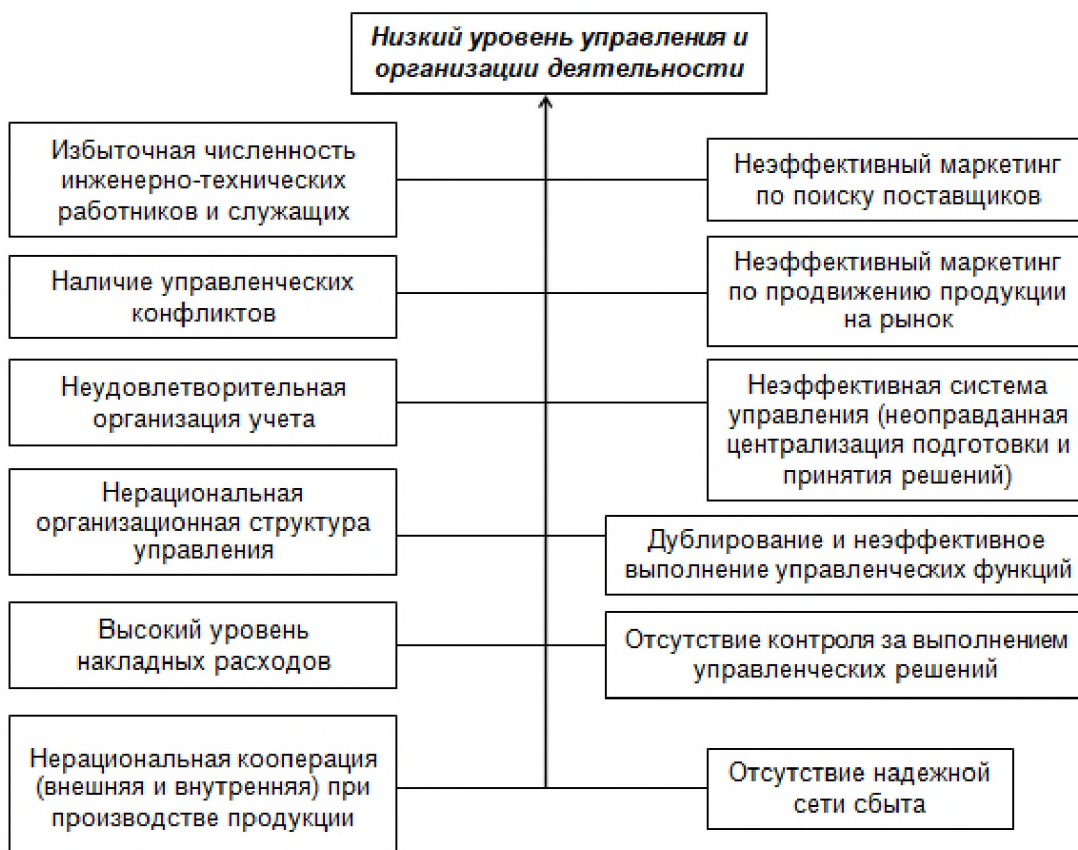 Низкий уровень управления и
организации деятельности
Избыточная численность
инженерно-технических
работников и служащих
Неэффективный маркетинг
по поиску поставщиков
Наличие управленческих
конфликтов
Неэффективный маркетинг
по продвижению продукции
на рынок
Неудовлетворительная
организация учета
Неэффективная система
управления (неоправданная
централизация подготовки и
принятия решений)
Нерациональная
организационная структура
управления
Дублирование и неэффективное
выполнение управленческих функций
Высокий уровень
накладных расходов
Отсутствие контроля за выполнением
управленческих решений
Нерациональная кооперация
(внешняя и внутренняя) при
производстве продукции
Отсутствие надежной
сети сбыта